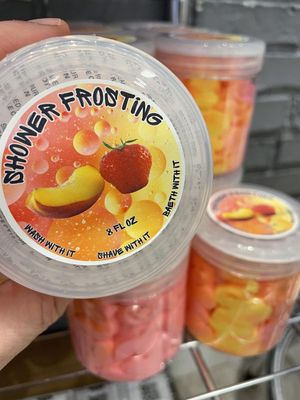 SHOWER FROSTING
8 FL OZ
WASH WITH IT
SHAVE WITH IT
BATH WITH IT